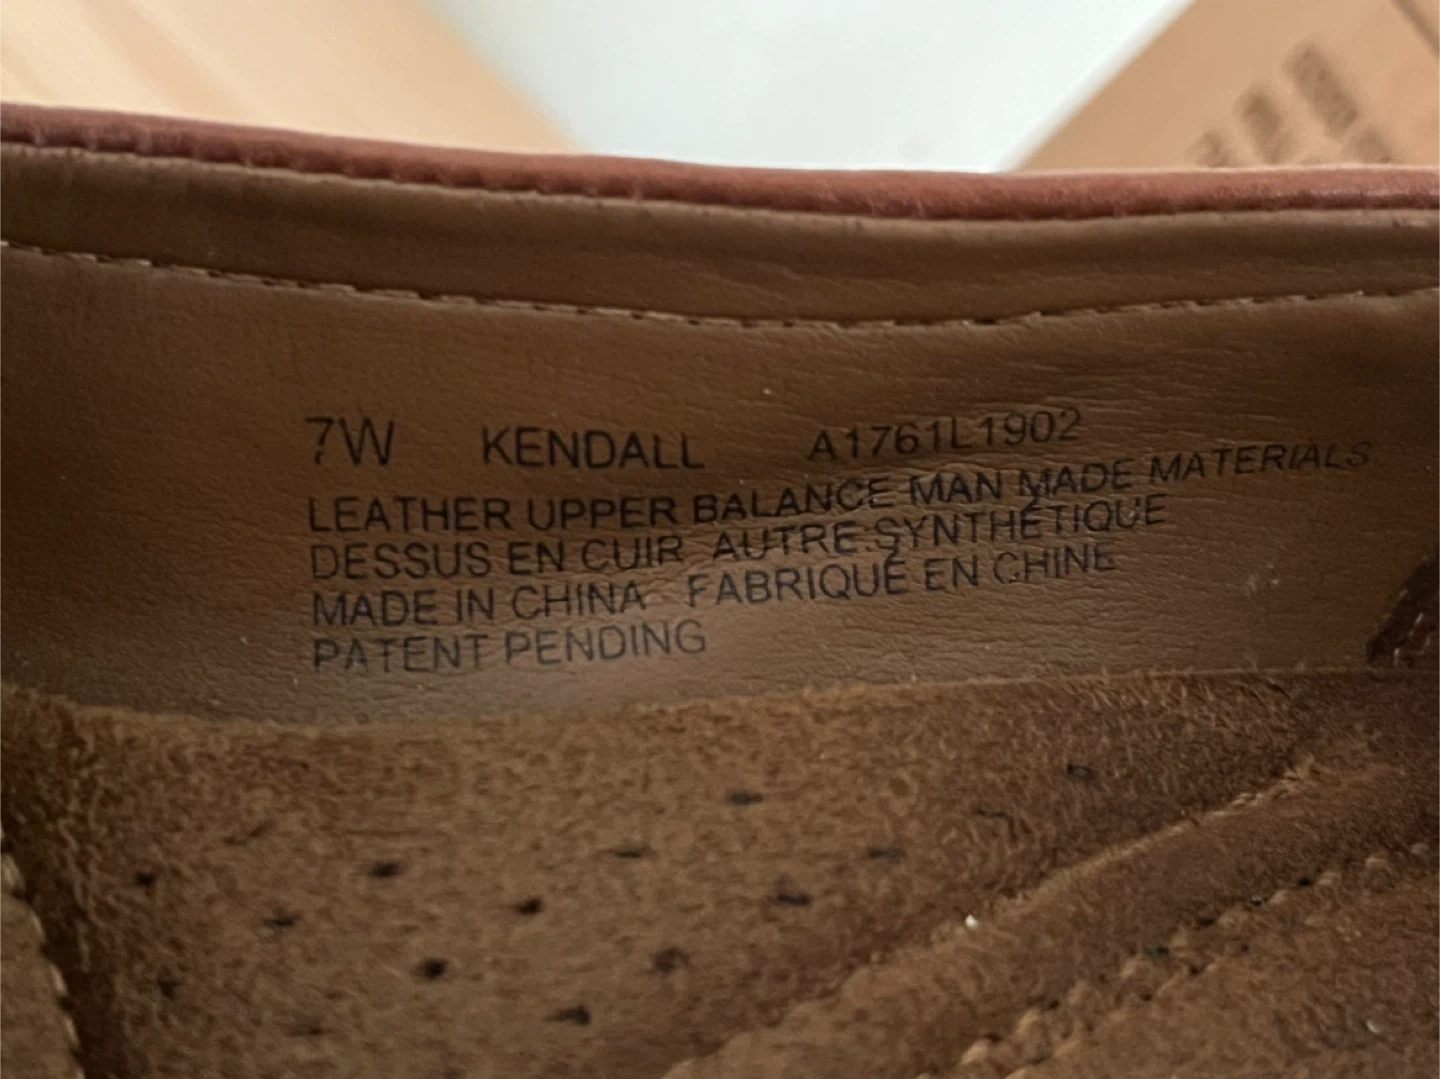 7W KENDALL A1761L1902
LEATHER UPPER BALANCE MAN MADE MATERIALS
DESSUS EN CUIR AUTRE:SYNTHÉTIQUE
MADE IN CHINA FABRIQUÉ EN CHINE
PATENT PENDING